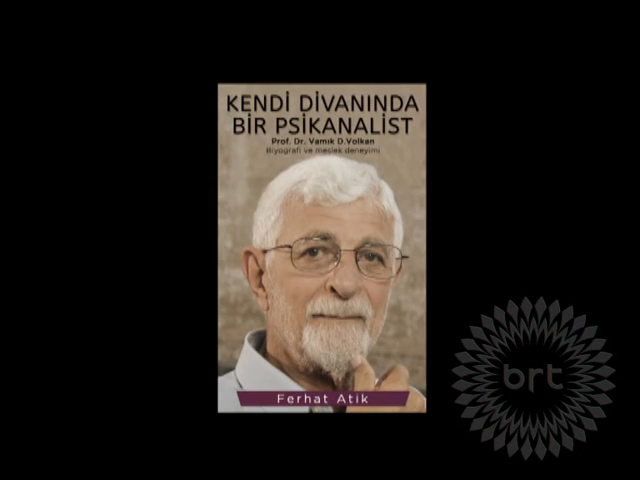 KENDİ DİVANINDA
BİR PSİKANALİST
Prof. Dr. Vamık D.Volkan
Biyografi ve meslek deneyimi
Ferhat Atik
brt